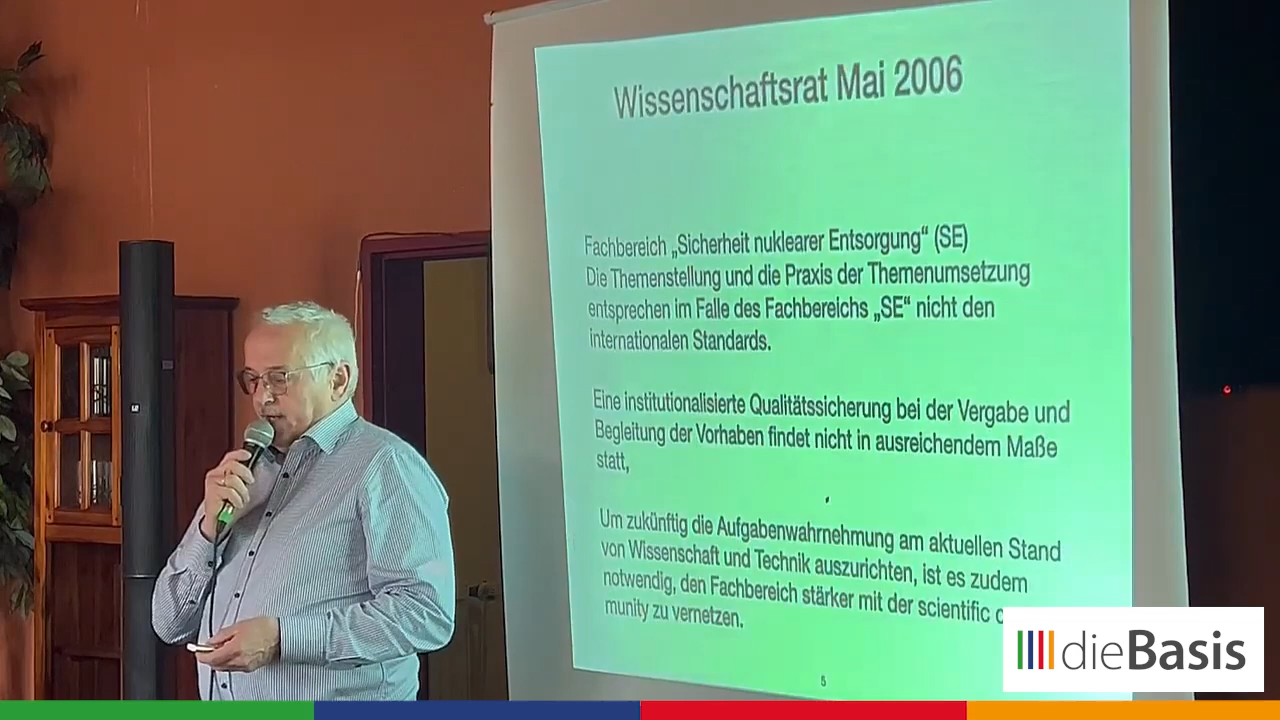 Wissenschaftsrat Mai 2006
Fachbereich „Sicherheit nuklearer Entsorgung“ (SE)
Die Themenstellung und die Praxis der Themenumsetzung
entsprechen im Falle des Fachbereichs „SE“ nicht den
internationalen Standards.
Eine institutionalisierte Qualitätssicherung bei der Vergabe und
Begleitung der Vorhaben findet nicht in ausreichendem Maße
statt,
Um zukünftig die Aufgabenwahrnehmung am aktuellen Stand
von Wissenschaft und Technik auszurichten, ist es zudem
notwendig, den Fachbereich stärker mit der scientific
munity zu vernetzen.
5
dieBasis